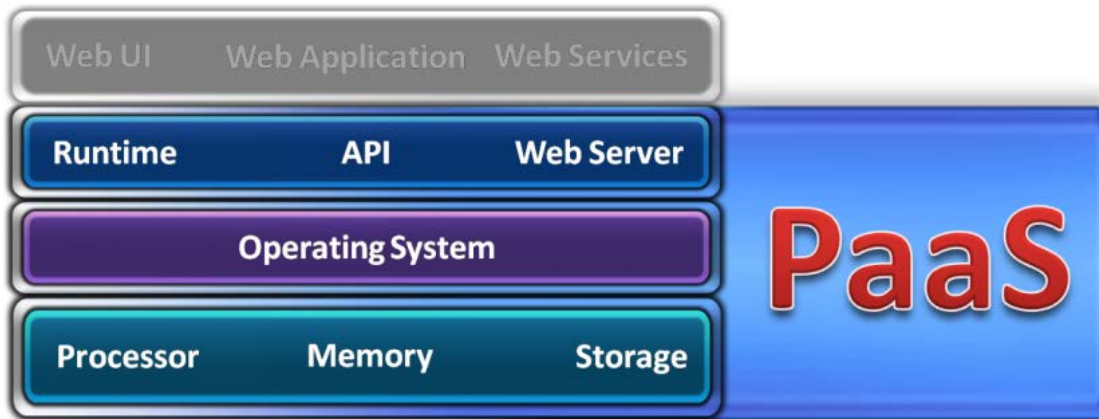 Web UI Web Application Web Services
Runtime API Web Server
Operating System
PaaS
Processor Memory Storage